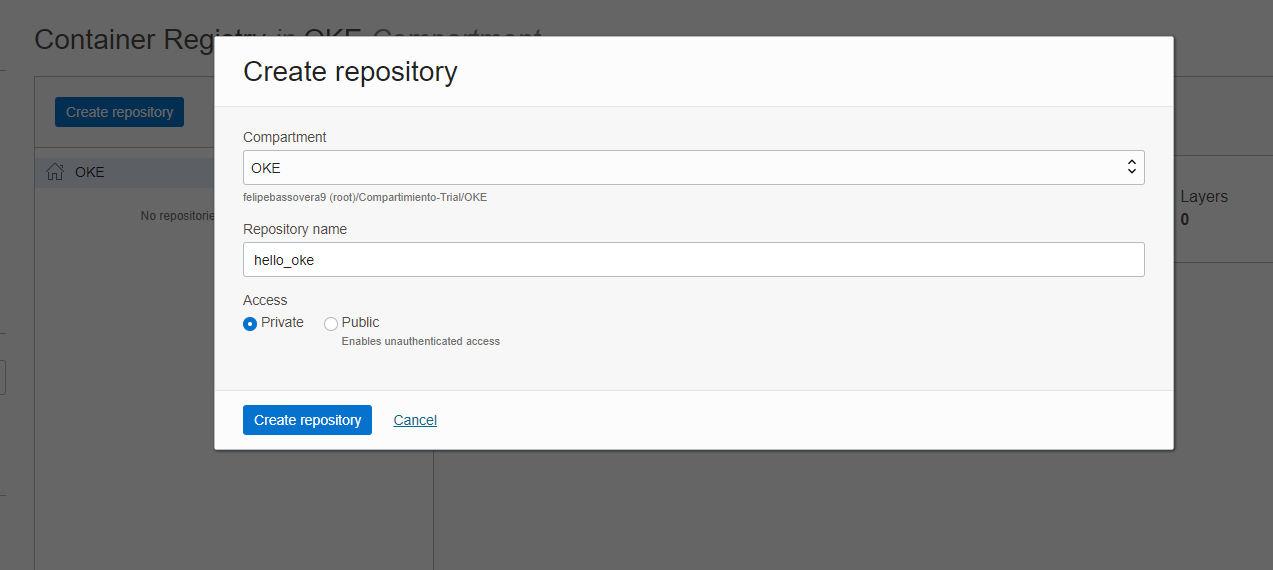 Container Registry in OKE Compartment
Create repository
Create repository
OKE
No repositorie
Compartment
OKE
felipebassovera9 (root)/Compartimiento-Trial/OKE
Repository name
hello_oke
Access
Private
Public
Enables unauthenticated access
Create repository
Cancel
Layers
0